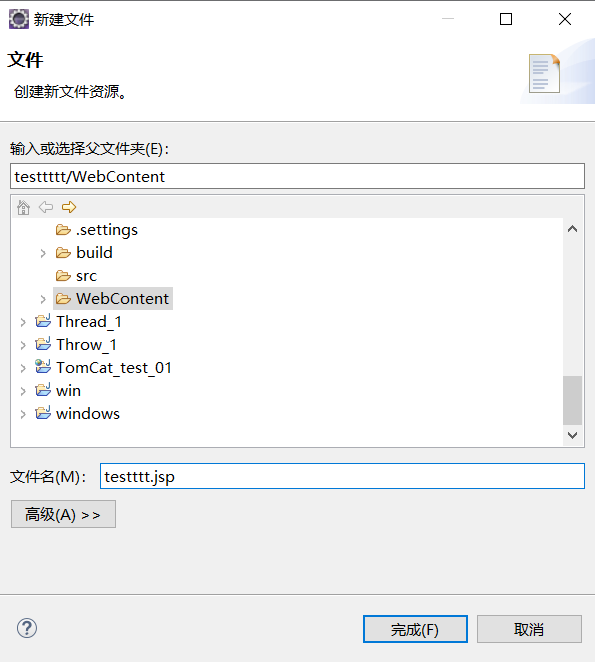 新建文件
文件
创建新文件资源。
输入或选择父文件夹(E):
testtttt/WebContent
.settings
build
src
WebContent
Thread_1
Throw_1
TomCat_test_01
win
windows
文件名(M): testttt.jsp
高级(A) >>
完成(F) 取消